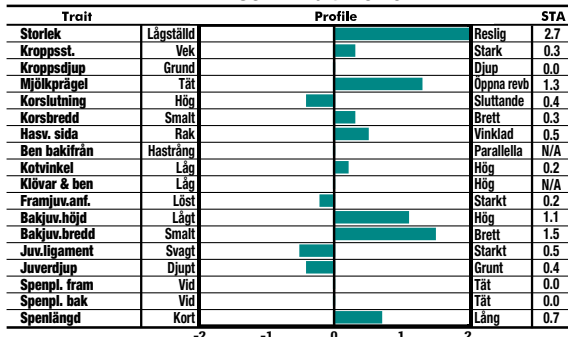 Trait Profile STA
Storlek Lågställd Reslig 2.7
Kroppsst. Vek Stark 0.3
Kroppsdjup Grund Djup 0.0
Mjölkprägel Tät Öppna revb 1.3
Korslutning Hög Sluttande 0.4
Korsbredd Smalt Brett 0.3
Hasv. sida Rak Vinklad 0.5
Ben bakifrån Hastrång Parallella N/A
Kotvinkel Låg Hög 0.2
Klövar & ben Låg Hög N/A
Framjuv.anf. Löst Starkt 0.2
Bakjuv.höjd Lågt Hög 1.1
Bakjuv.bredd Smalt Brett 1.5
Juv.ligament Svagt Starkt 0.5
Juverdjup Djupt Grunt 0.4
Spenpl. fram Vid Tät 0.0
Spenpl. bak Vid Tät 0.0
Spenlängd Kort Lång 0.7
-2 -1 0 1 2